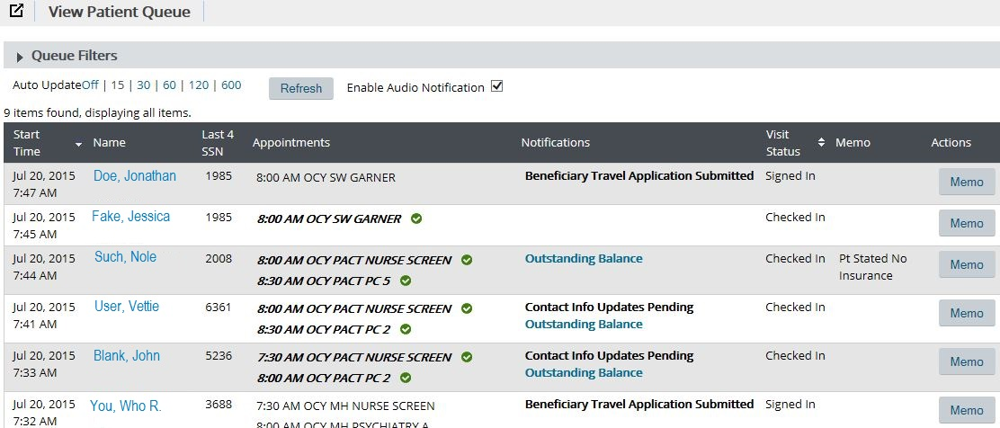 View Patient Queue
Queue Filters
Auto UpdateOff | 15 | 30 | 60 | 120 | 600 Refresh Enable Audio Notification
9 items found, displaying all items.
Start Time Name Last 4 SSN Appointments Notifications Visit Status Memo Actions
Jul 20, 2015 Doe, Jonathan 1985 8:00 AM OCY SW GARNER Beneficiary Travel Application Submitted Signed In Memo
7:47 AM
Jul 20, 2015 Fake, Jessica 1985 8:00 AM OCY SW GARNER Checked In Memo
7:45 AM
Jul 20, 2015 Such, Nole 2008 8:00 AM OCY PACT NURSE SCREEN Outstanding Balance Checked In Pt Stated No Memo
7:44 AM 8:30 AM OCY PACT PC 5 Insurance
Jul 20, 2015 User, Vettie 6361 8:00 AM OCY PACT NURSE SCREEN Contact Info Updates Pending Checked In Memo
7:41 AM 8:30 AM OCY PACT PC 2 Outstanding Balance
Jul 20, 2015 Blank, John 5236 7:30 AM OCY PACT NURSE SCREEN Contact Info Updates Pending Checked In Memo
7:33 AM 8:00 AM OCY PACT PC 2 Outstanding Balance
Jul 20, 2015 You, Who R. 3688 7:30 AM OCY MH NURSE SCREEN Beneficiary Travel Application Submitted Signed In Memo
7:32 AM 8:00 AM OCY MH PSYCHIATRY A